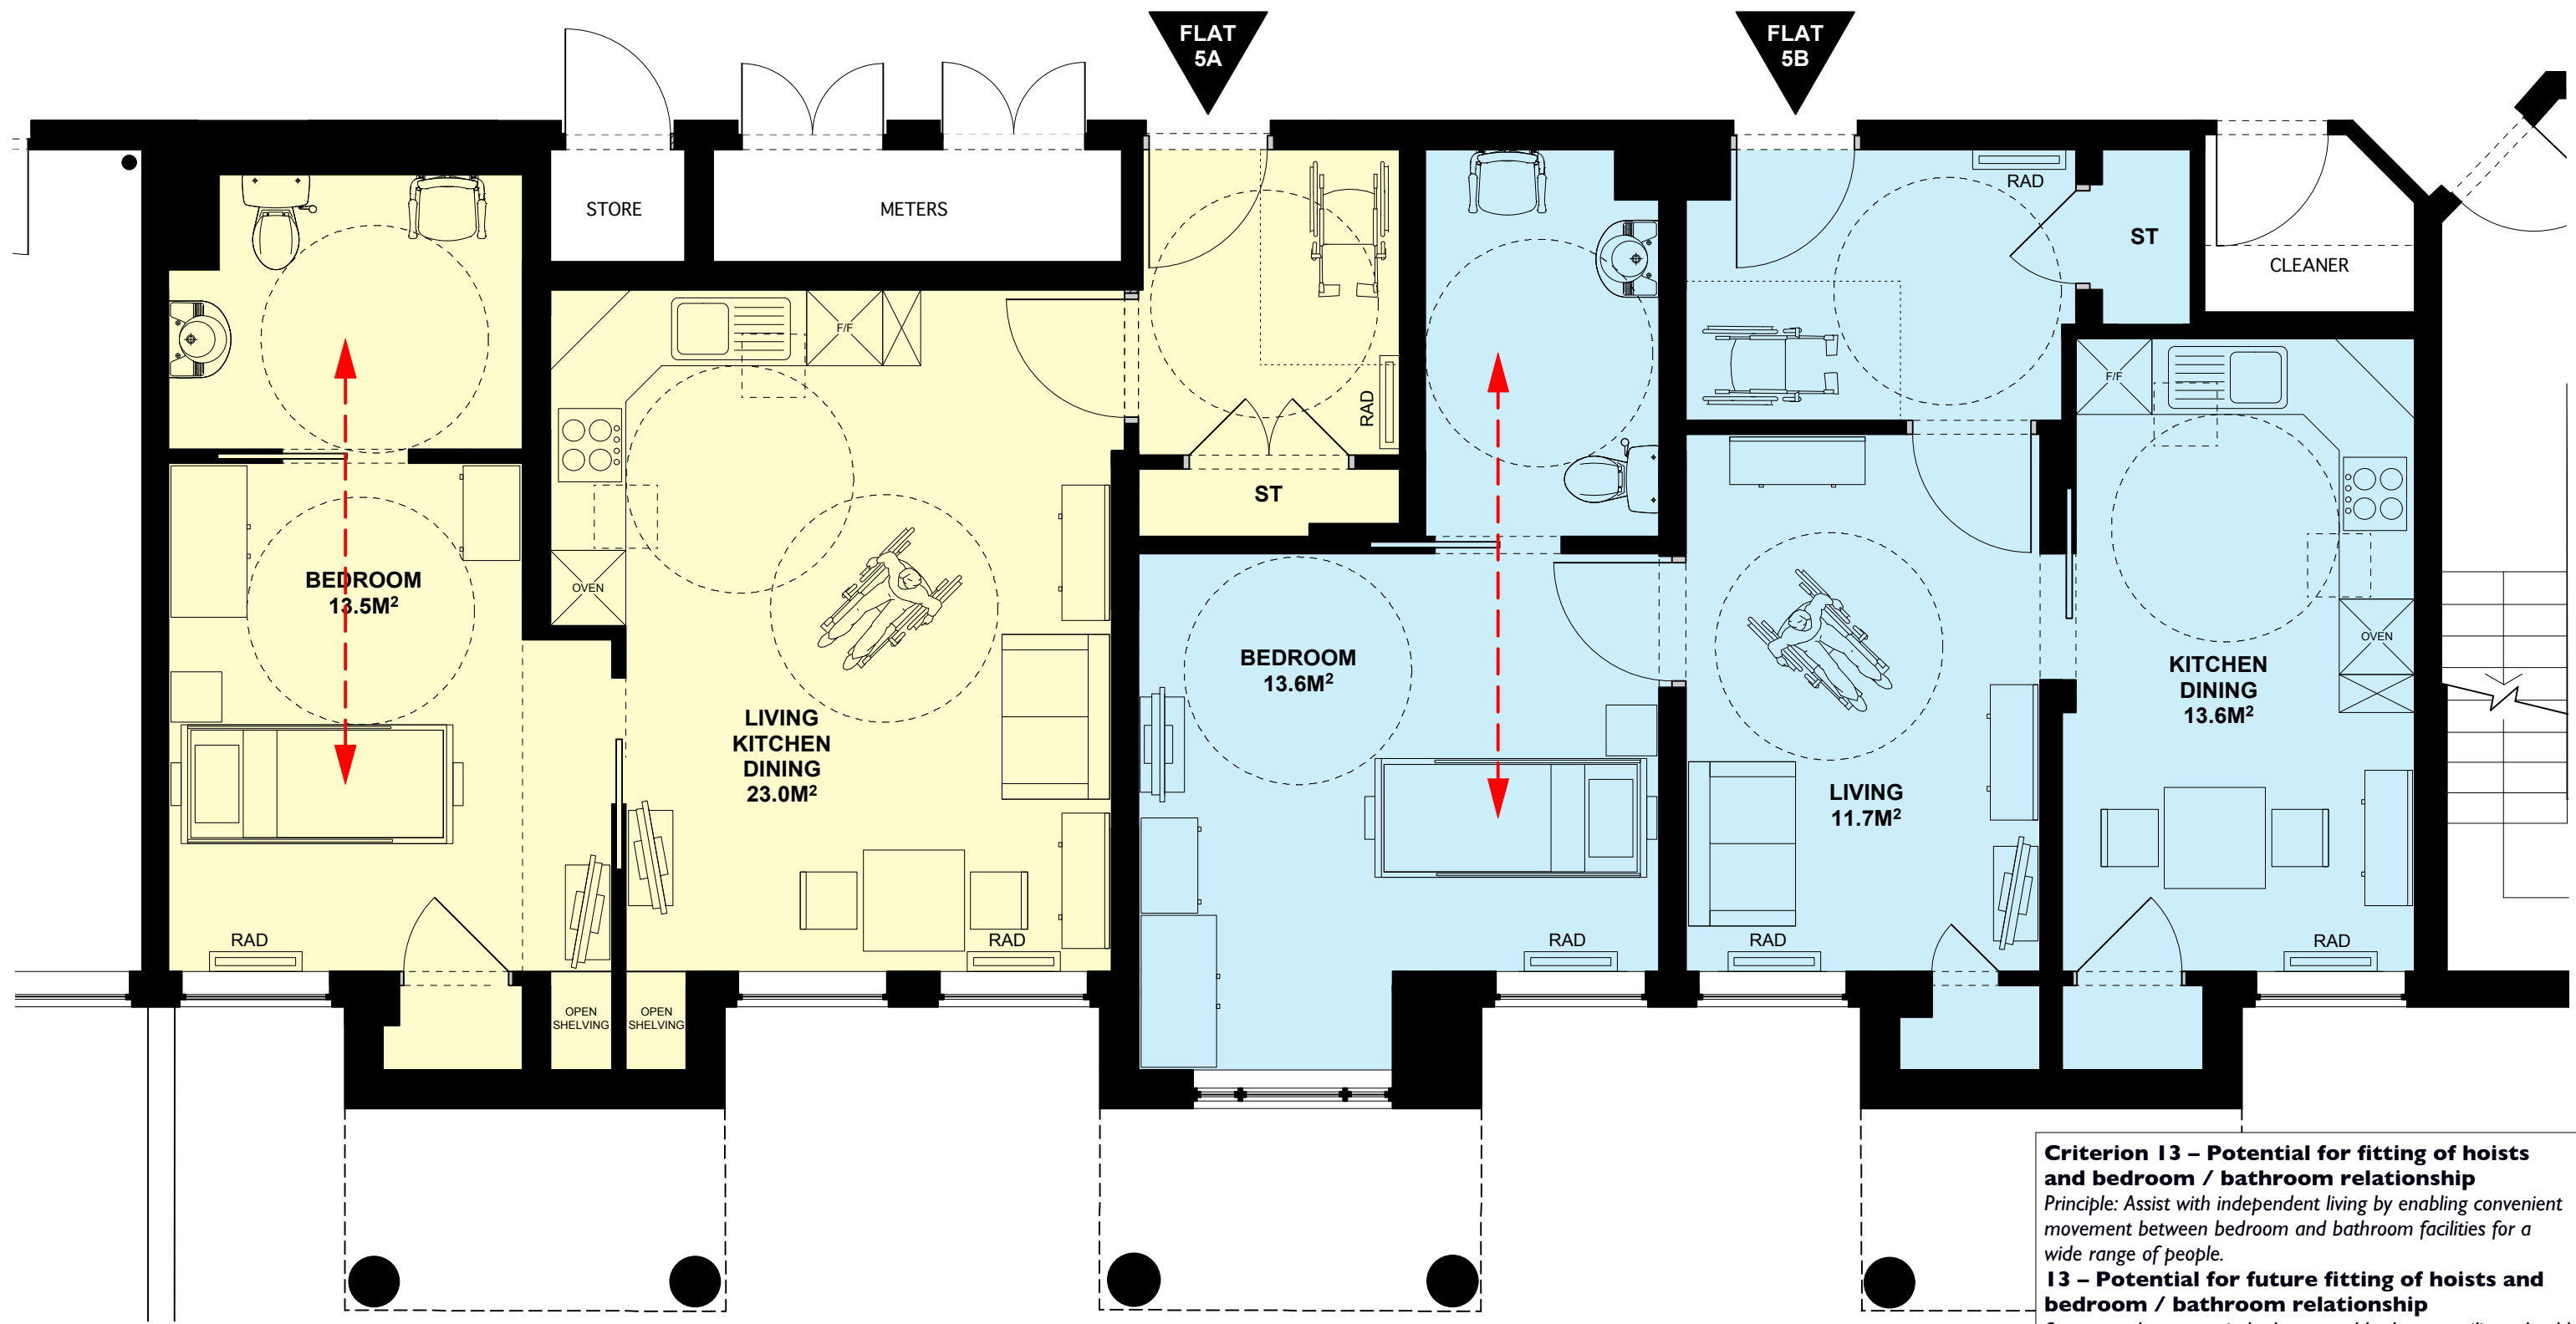 FLAT
5A
FLAT
5B
STORE
METERS
RAD
ST
CLEANER
F/F
RAD
F/F
ST
BEDROOM
13.5M²
OVEN
BEDROOM
13.6M²
OVEN
KITCHEN
DINING
13.6M²
LIVING
KITCHEN
DINING
23.0M²
LIVING
11.7M²
RAD
RAD
RAD
RAD
RAD
OPEN
SHELVING
OPEN
SHELVING
Criterion 13 – Potential for fitting of hoists
and bedroom / bathroom relationship
Principle: Assist with independent living by enabling convenient
movement between bedroom and bathroom facilities for a
wide range of people.
13 – Potential for future fitting of hoists and
bedroom / bathroom relationship